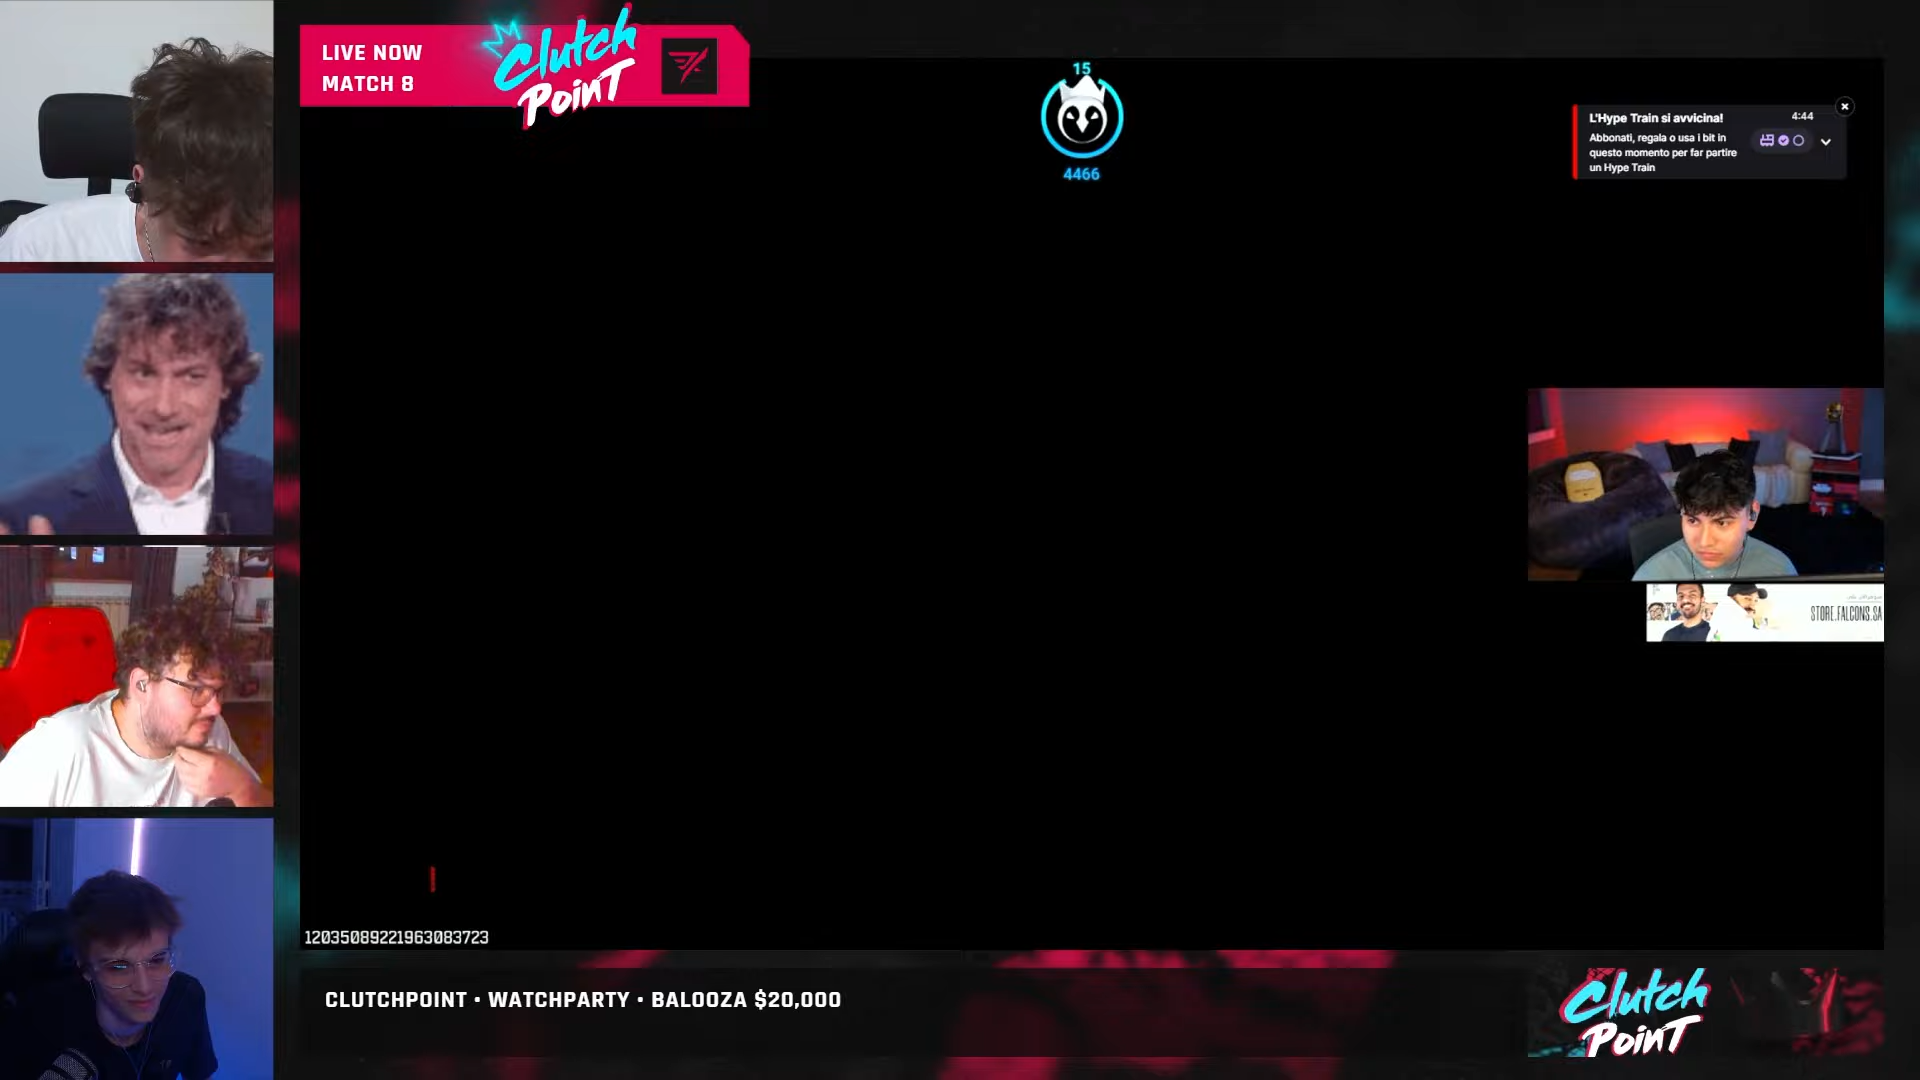 LIVE NOW
MATCH 8
Clutch
POINT
15
4466
L'Hype Train si avvicina!
4:44
Abbonati, regala o usa i bit in
questo momento per far partire
un Hype Train
STORE.FALCONS.SA
12035089221963083723
CLUTCHPOINT • WATCHPARTY • BALOOZA $20,000
Clutch
POINT